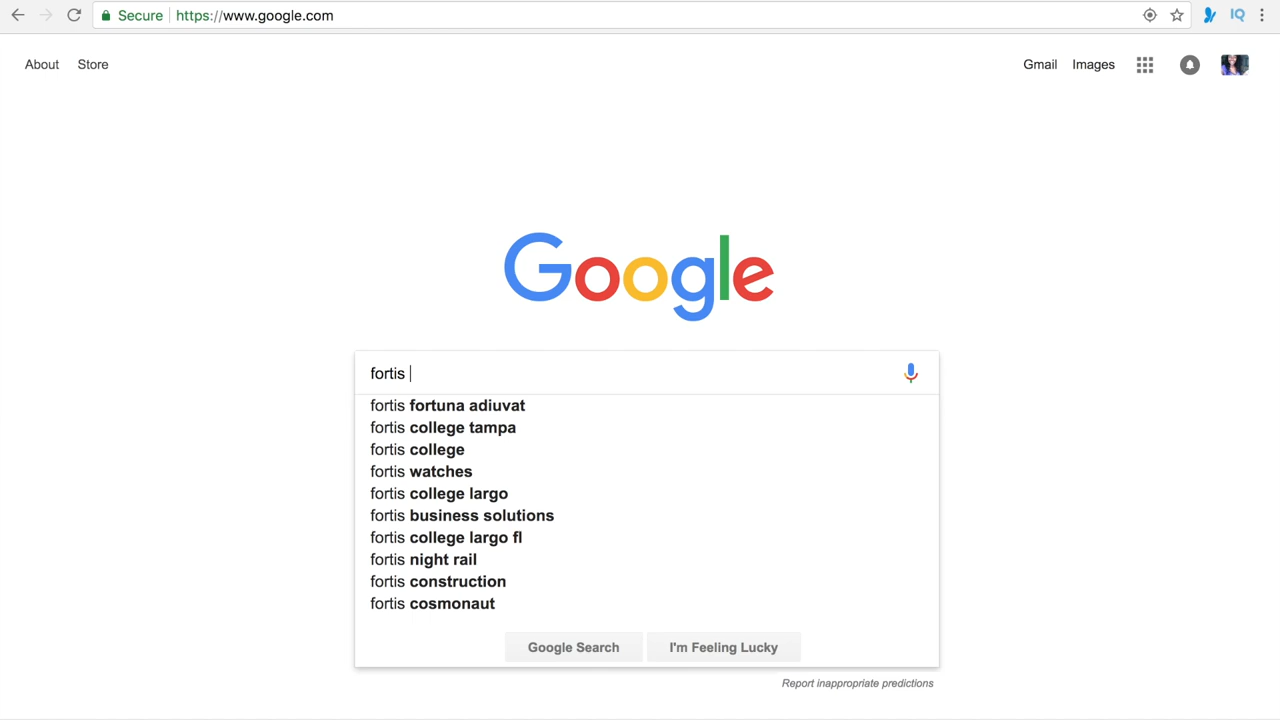 Secure https://www.google.com
IQ
About Store
Gmail Images
Google
fortis
fortis fortuna adiuvat
fortis college tampa
fortis college
fortis watches
fortis college largo
fortis business solutions
fortis college largo fl
fortis night rail
fortis construction
fortis cosmonaut
Google Search I'm Feeling Lucky
Report inappropriate predictions